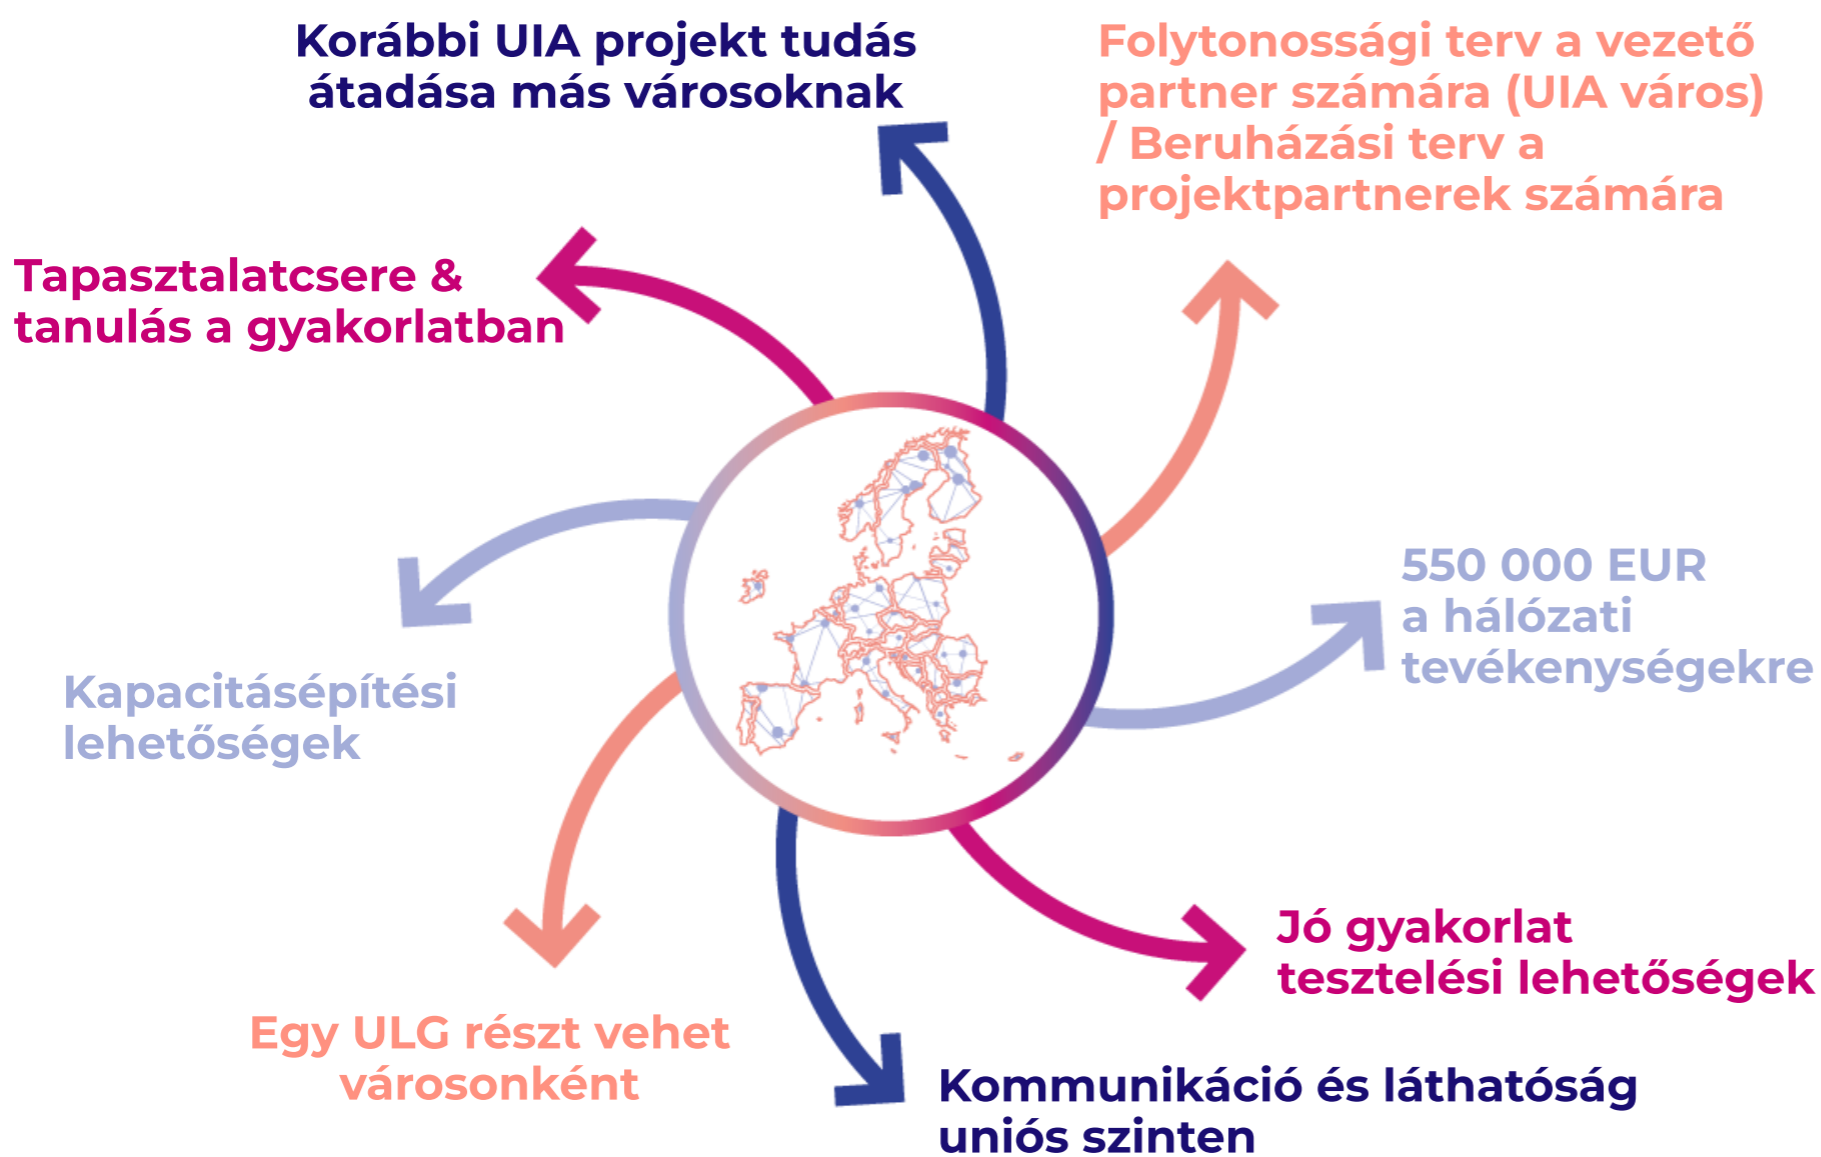 Korábbi UIA projekt tudás
átadása más városoknak
Folytonossági terv a vezető
partner számára (UIA város)
/ Beruházási terv a
projektpartnerek számára
Tapasztalatcsere &
tanulás a gyakorlatban
550 000 EUR
a hálózati
tevékenységekre
Kapacitásépítési
lehetőségek
Jó gyakorlat
tesztelési lehetőségek
Egy ULG részt vehet
városonként
Kommunikáció és láthatóság
uniós szinten